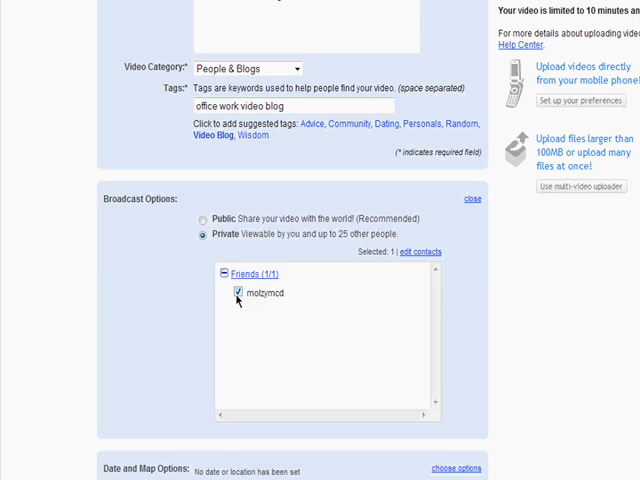 Your video is limited to 10 minutes an
For more details about uploading vide
Help Center.
Video Category:* People & Blogs
Tags:* Tags are keywords used to help people find your video. (space separated)
office work video blog
Click to add suggested tags: Advice, Community, Dating, Personals, Random,
Video Blog, Wisdom
(* indicates required field)
Upload videos directly
from your mobile phone!
Set up your preferences
Upload files larger than
100MB or upload many
files at once!
Use multi-video uploader
Broadcast Options: close
Public Share your video with the world! (Recommended)
Private Viewable by you and up to 25 other people.
Selected: 1 | edit contacts
Friends (1/1)
molzymcd
Date and Map Options: No date or location has been set choose options